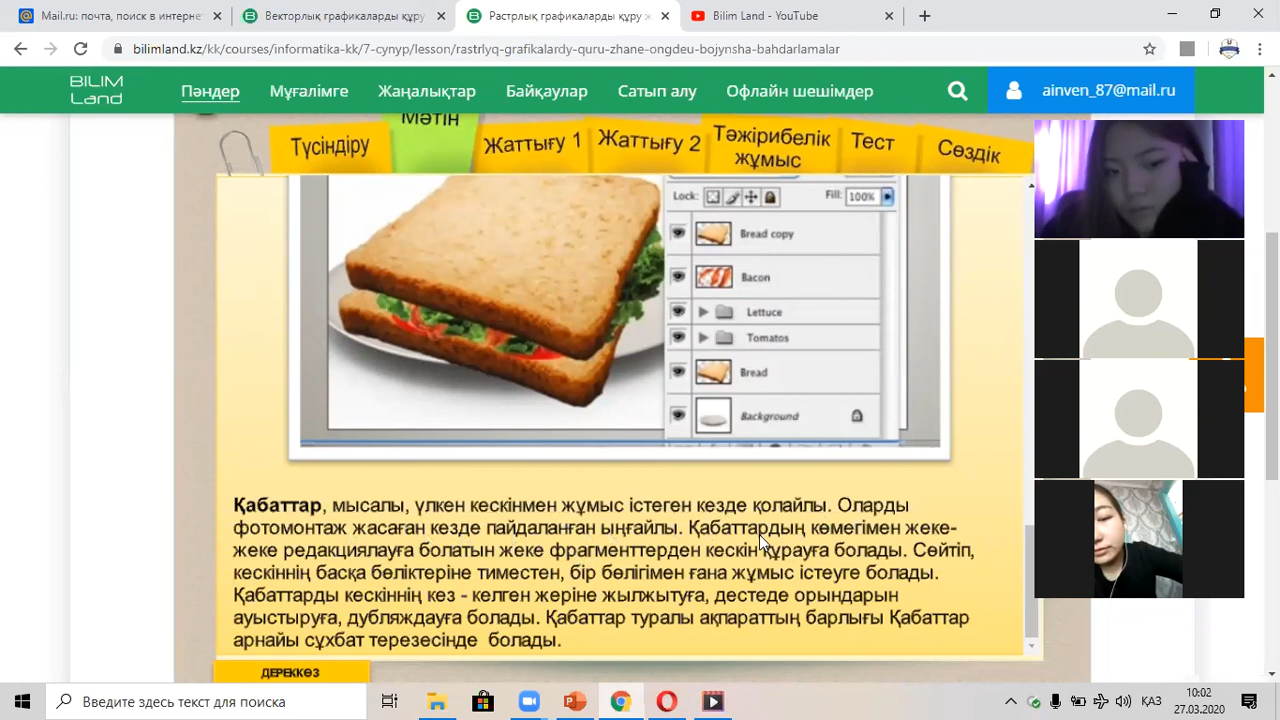 Mail.ru: почта, поиск в интерне
Векторлық графикаларды құру
Растрлық графикаларды құру ж
Bilim Land - YouTube
bilimland.kz/kk/courses/informatika-kk/7-synyp/lesson/rastrlyq-grafikalardy-quru-zhane-ongdeu-bojynsha-bahdarlamalar
BILIM Land
Пәндер
Мұғалімге
Жаңалықтар
Байқаулар
Сатып алу
Офлайн шешімдер
ainven_87@mail.ru
Түсіндіру
Мәтін
Жаттығу 1
Жаттығу 2
Тәжірибелік
жұмыс
Тест
Сөздік
Lock:
Fill: 100%
Bread copy
Bacon
Lettuce
Tomatos
Bread
Background
Қабаттар, мысалы, үлкен кескінмен жұмыс істеген кезде қолайлы. Оларды
фотомонтаж жасаған кезде пайдаланған ыңғайлы. Қабаттардың көмегімен жеке-
жеке редакциялауға болатын жеке фрагменттерден кескін құрауға болады. Сөйтіп,
кескіннің басқа бөліктеріне тиместен, бір бөлігімен ғана жұмыс істеуге болады.
Қабаттарды кескіннің кез - келген жеріне жылжытуға, дестеде орындарын
ауыстыруға, дубляждауға болады. Қабаттар туралы ақпараттың барлығы Қабаттар
арнайы сұхбат терезесінде болады.
ДЕРЕККӨЗ
Введите здесь текст для поиска
ҚАЗ
10:02
27.03.2020